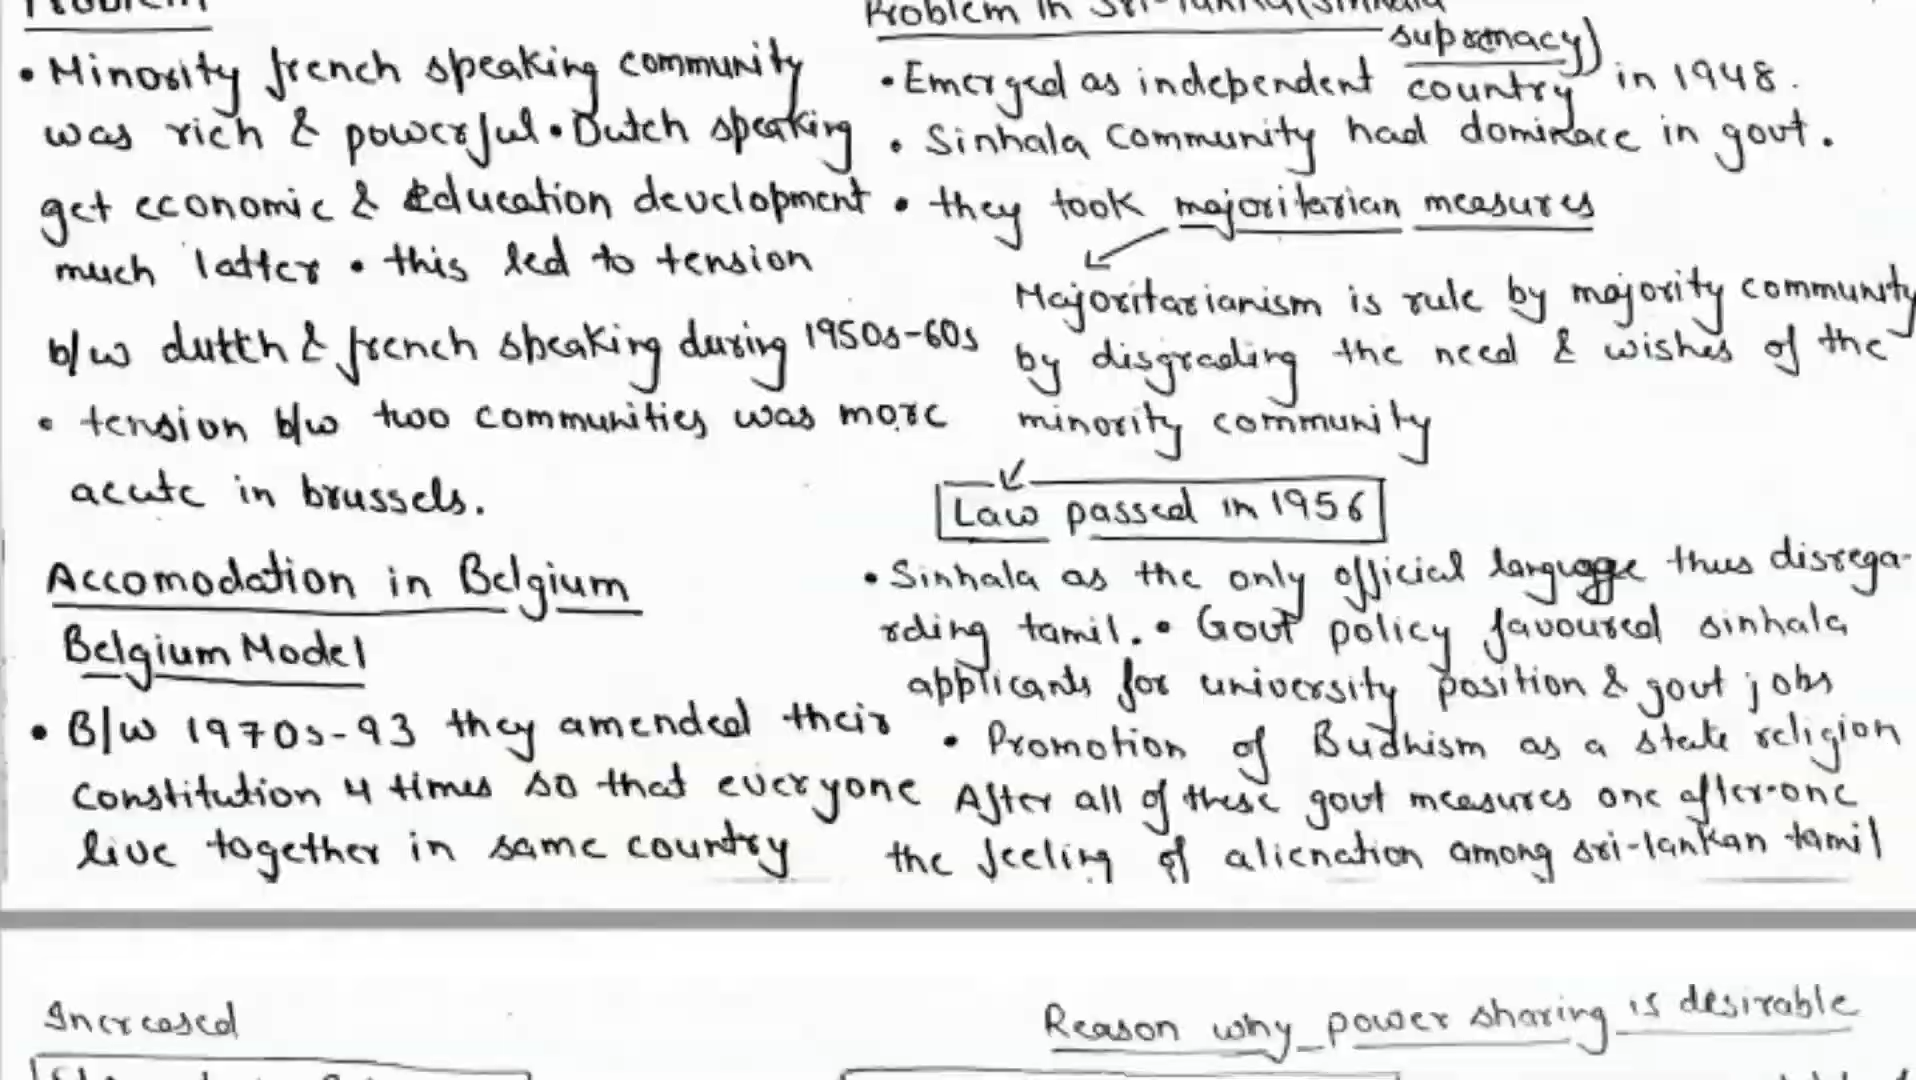 Problem
• Minority french speaking community
was rich & powerful • Dutch speaking
get economic & education development
much latter • this led to tension
b/w dutch & french speaking during 1950s-60s
• tension b/w two communities was more
acute in brussels.
Accomodation in Belgium
Belgium Model
• B/w 1970s-93 they amended their
constitution 4 times so that everyone
live together in same country
Problem in Sri-lanka (Sinhala
supremacy)
• Emerged as independent country in 1948.
• Sinhala community had dominace in govt.
• they took majoritarian measures
Majoritarianism is rule by majority community
by disgrading the need & wishes of the
minority community
Law passed in 1956
• Sinhala as the only official language thus disrega-
rding tamil. • Govt policy favoured sinhala
applicants for university position & govt jobs
• Promotion of Budhism as a state religion
After all of these govt measures one after-one
the feeling of alienation among sri-lankan tamil
Increased
Reason why power sharing is desirable